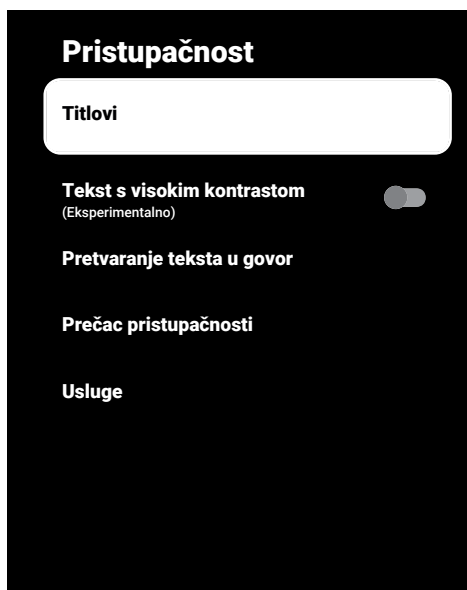 Pristupačnost
Titlovi
Tekst s visokim kontrastom
(Eksperimentalno)
Pretvaranje teksta u govor
Prečac pristupačnosti
Usluge